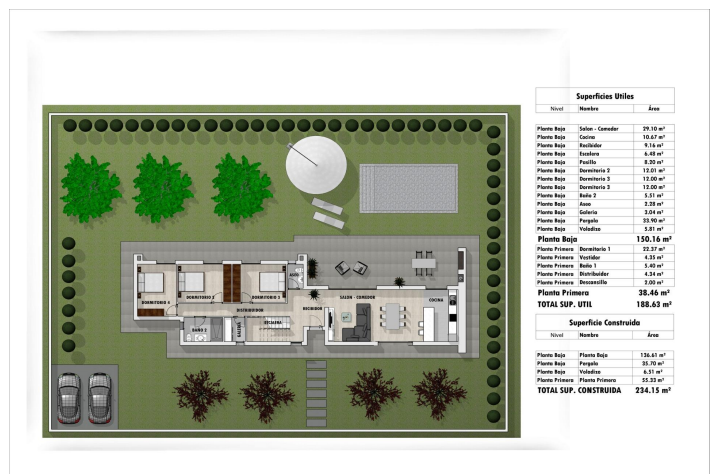 Superficies Utiles
Nivel Nombre Área
Planta Baja Salon - Comedor 29.10 m²
Planta Baja Cocina 10.67 m²
Planta Baja Recibidor 9.16 m²
Planta Baja Escalera 6.48 m²
Planta Baja Pasillo 8.20 m²
Planta Baja Dormitorio 2 12.01 m²
Planta Baja Dormitorio 3 12.00 m²
Planta Baja Dormitorio 3 12.00 m²
Planta Baja Baño 2 5.51 m²
Planta Baja Aseo 2.28 m²
Planta Baja Galeria 3.04 m²
Planta Baja Pergola 33.90 m²
Planta Baja Voladizo 5.81 m²
Planta Baja 150.16 m²
Planta Primera Dormitorio 1 22.37 m²
Planta Primera Vestidor 4.35 m²
Planta Primera Baño 1 5.40 m²
Planta Primera Distribuidor 4.34 m²
Planta Primera Descansillo 2.00 m²
Planta Primera 38.46 m²
TOTAL SUP. UTIL 188.63 m²
Superficie Construida
Nivel Nombre Área
Planta Baja Planta Baja 136.61 m²
Planta Baja Pergola 35.70 m²
Planta Baja Voladizo 6.51 m²
Planta Primera Planta Primera 55.33 m²
TOTAL SUP. CONSTRUIDA 234.15 m²
DORMITORIO 4
DORMITORIO 2
DORMITORIO 3
ASEO
DISTRIBUIDOR
RECIBIDOR
SALON - COMEDOR
COCINA
BAÑO 2
GALERIA
ESCALERA